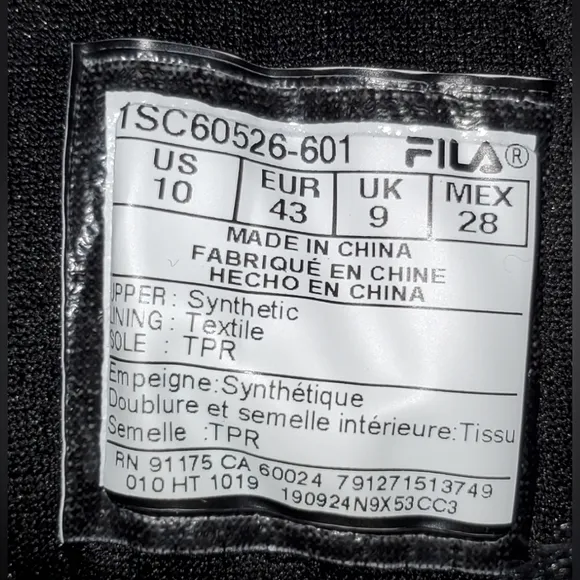 1SC60526-601 FILA®
US EUR UK MEX
10 43 9 28
MADE IN CHINA
FABRIQUÉ EN CHINE
HECHO EN CHINA
UPPER : Synthetic
LINING : Textile
SOLE : TPR
Empeigne:Synthétique
Doublure et semelle intérieure:Tissu
Semelle :TPR
RN 91175 CA 60024 791271513749
010 HT 1019 190924N9X53CC3